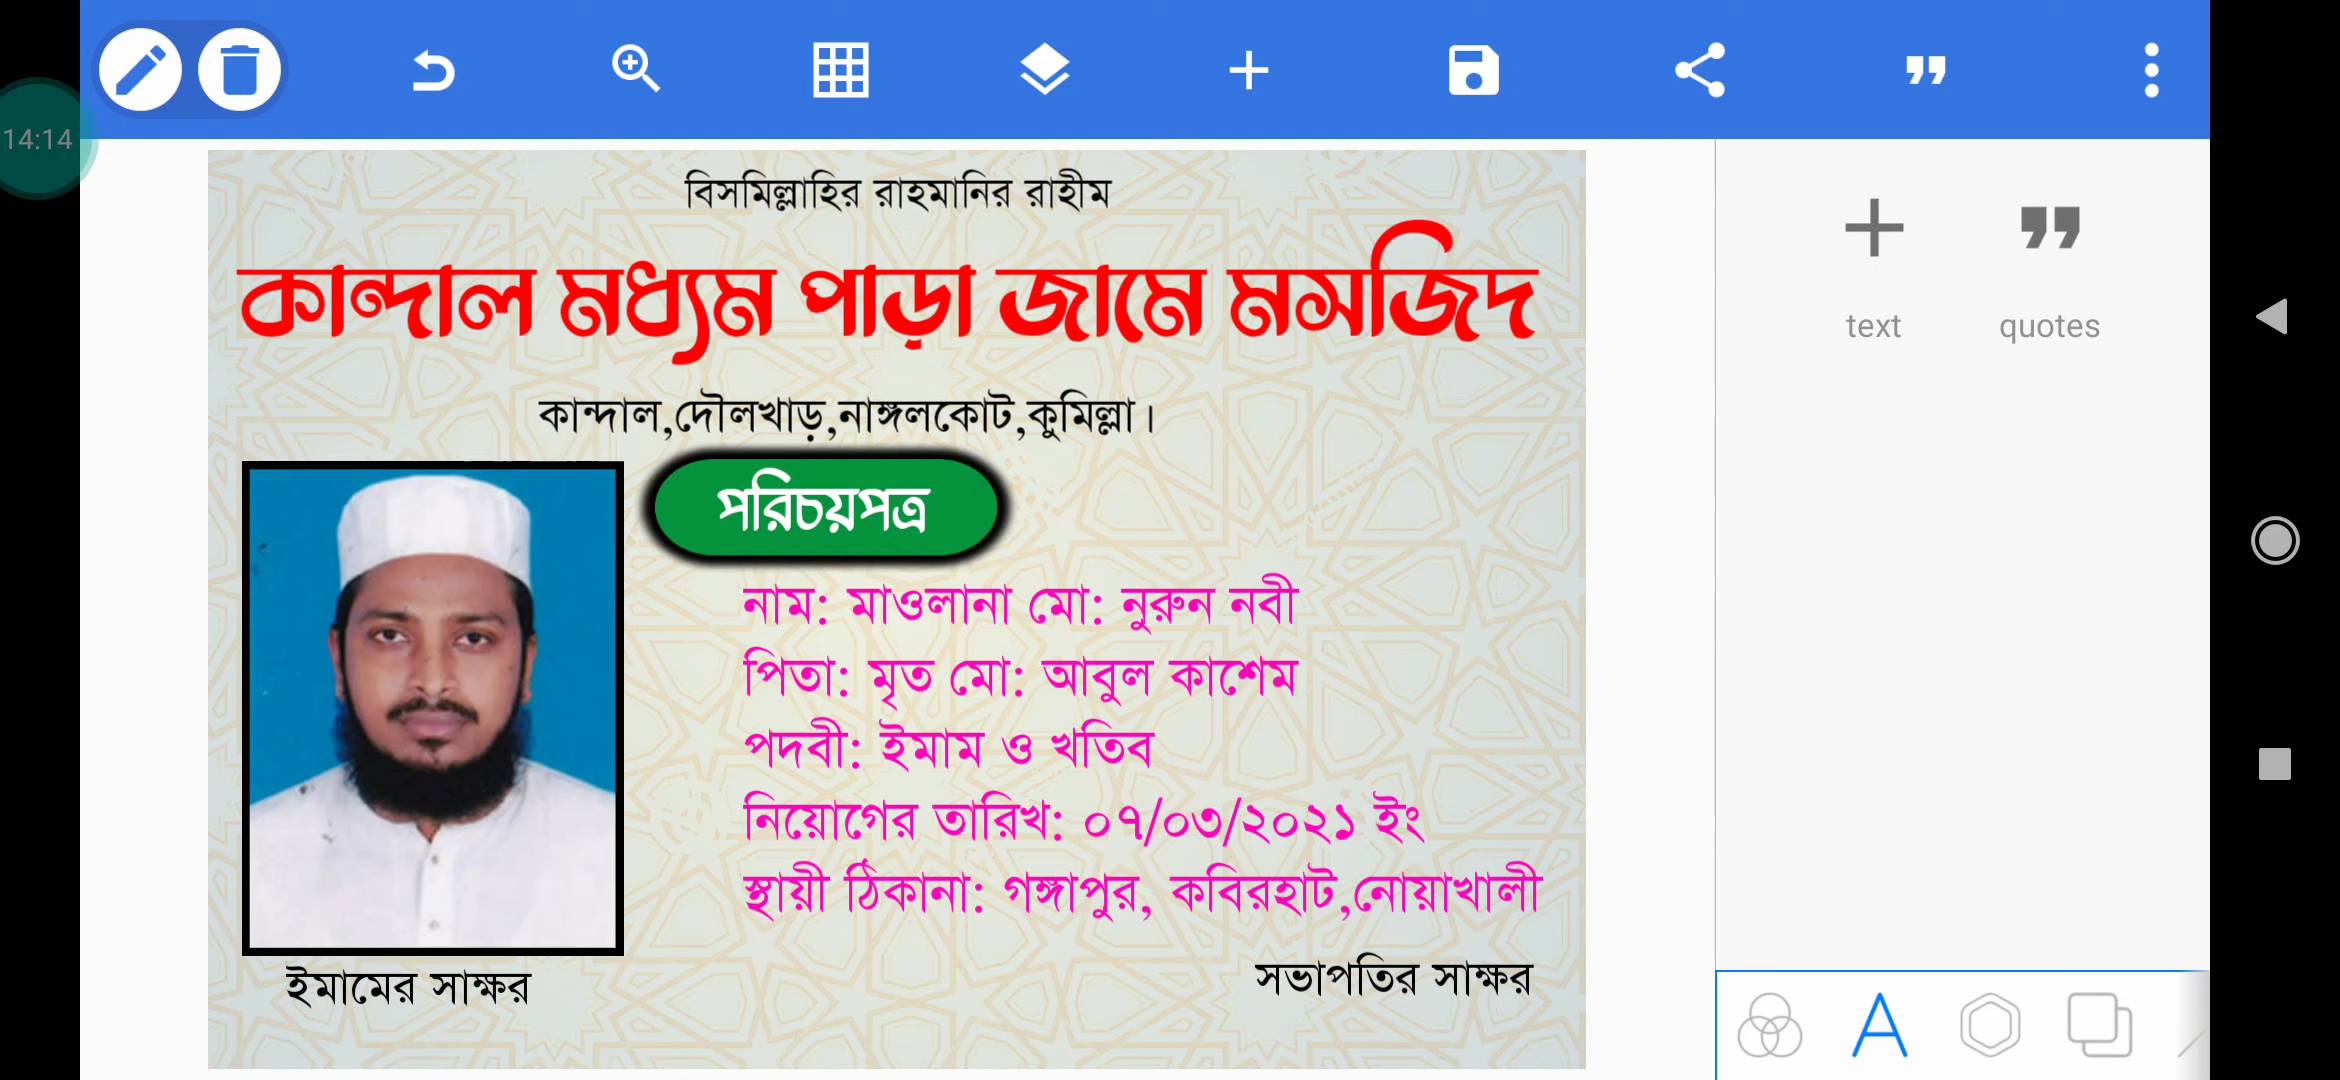 14:14
বিসমিল্লাহির রাহমানির রাহীম
কান্দাল মধ্যম পাড়া জামে মসজিদ
কান্দাল,দৌলখাড়,নাঙ্গলকোট,কুমিল্লা।
পরিচয়পত্র
নাম: মাওলানা মো: নুরুন নবী
পিতা: মৃত মো: আবুল কাশেম
পদবী: ইমাম ও খতিব
নিয়োগের তারিখ: ০৭/০৩/২০২১ ইং
স্থায়ী ঠিকানা: গঙ্গাপুর, কবিরহাট,নোয়াখালী
ইমামের সাক্ষর
সভাপতির সাক্ষর
text
quotes